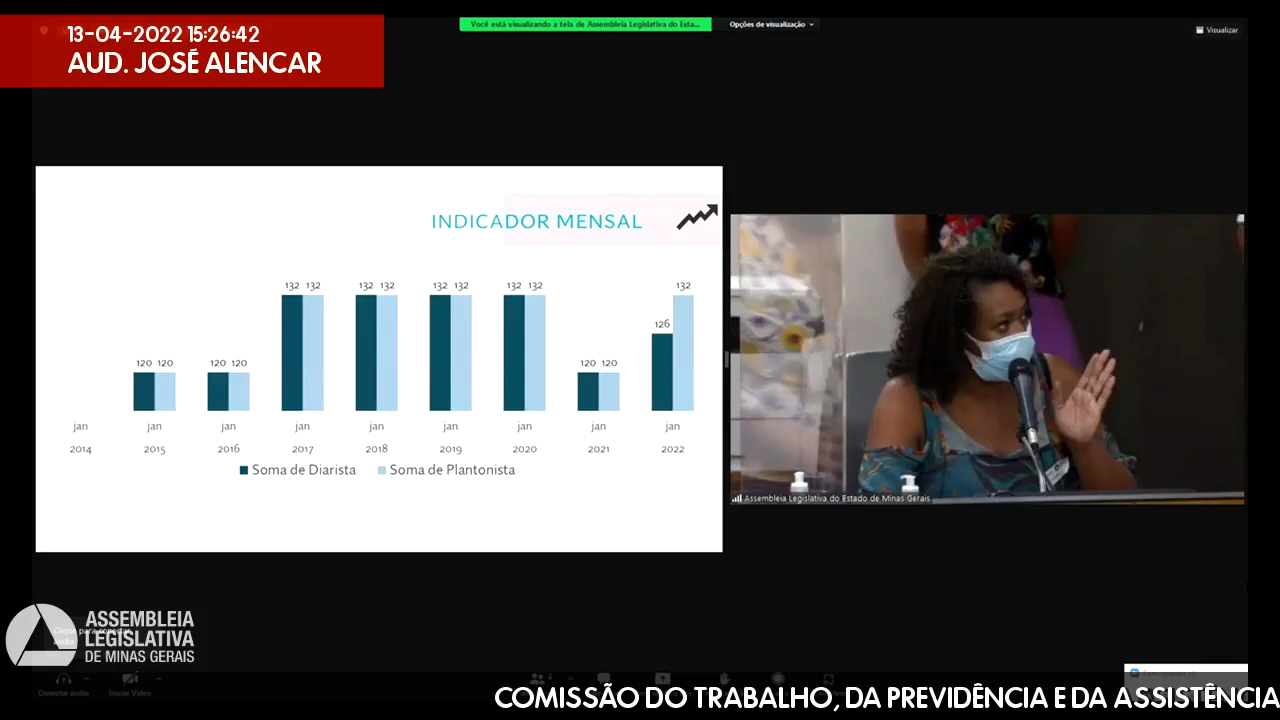 13-04-2022 15:26:42
AUD. JOSÉ ALENCAR
Você está visualizando a tela de Assembleia Legislativa do Esta...
Opções de visualização
Visualizar
INDICADOR MENSAL
120 120 120 120 132 132 132 132 132 132 132 132 120 120 126 132
jan jan jan jan jan jan jan jan jan
2014 2015 2016 2017 2018 2019 2020 2021 2022
Soma de Diarista Soma de Plantonista
Assembleia Legislativa do Estado de Minas Gerais
ASSEMBLEIA
LEGISLATIVA
DE MINAS GERAIS
Conectar áudio
Iniciar Vídeo
COMISSÃO DO TRABALHO, DA PREVIDÊNCIA E DA ASSISTÊNCIA